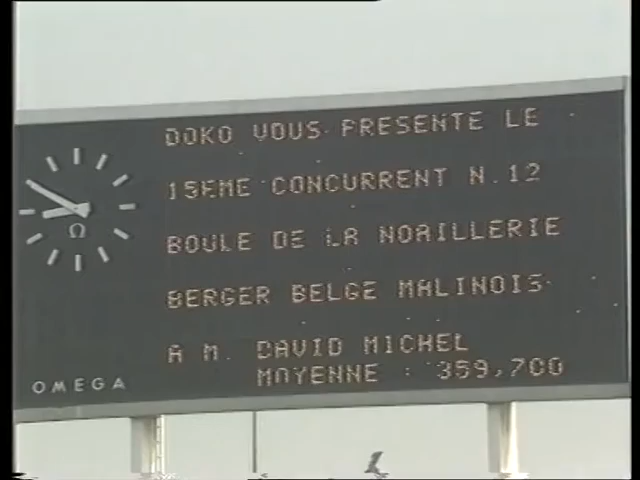 DOKO VOUS PRESENTE LE
15EME CONCURRENT N.12
BOULE DE LA NOAILLERIE
BERGER BELGE MALINOIS
A M. DAVID MICHEL
MOYENNE : 359,700
Ω
OMEGA